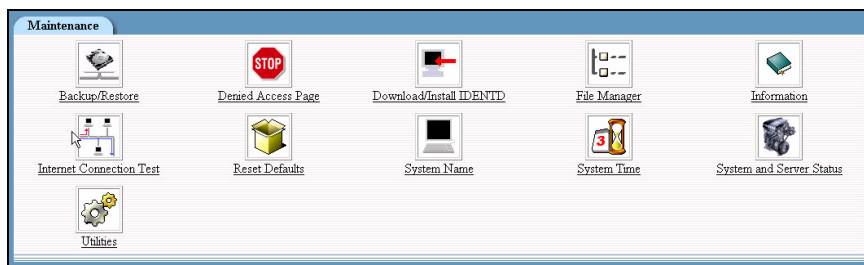 Maintenance
STOP
Backup/Restore
Denied Access Page
Download/Install IDENTD
File Manager
Information
3
Internet Connection Test
Reset Defaults
System Name
System Time
System and Server Status
Utilities